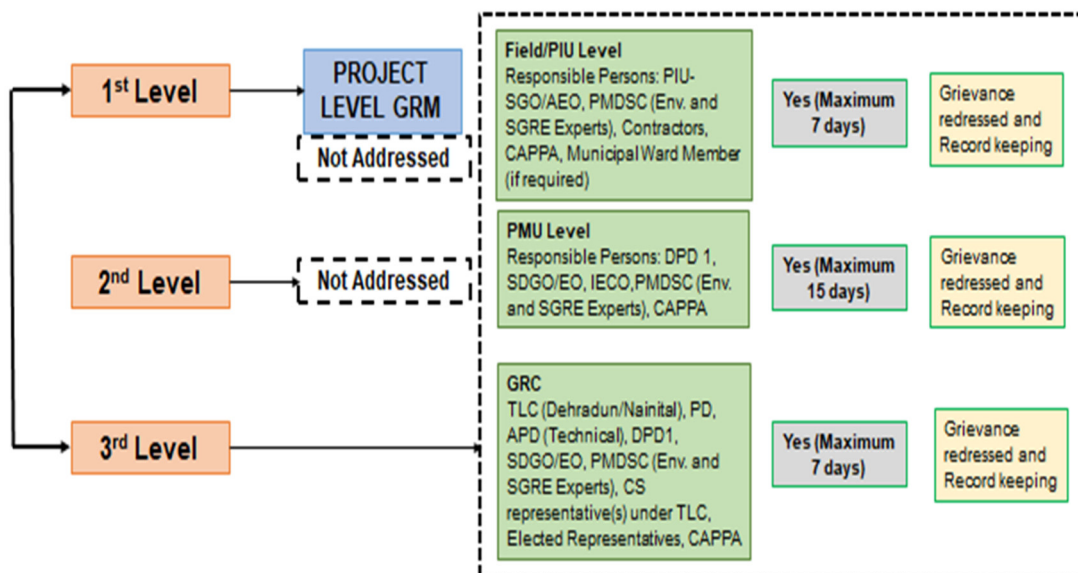 1st Level
PROJECT
LEVEL GRM
Not Addressed
Field/PIU Level
Responsible Persons: PIU-
SGO/AEO, PMDSC (Env. and
SGRE Experts), Contractors,
CAPPA, Municipal Ward Member
(if required)
Yes (Maximum
7 days)
Grievance
redressed and
Record keeping
2nd Level
Not Addressed
PMU Level
Responsible Persons: DPD 1,
SDGO/EO, IECO,PMDSC (Env.
and SGRE Experts), CAPPA
Yes (Maximum
15 days)
Grievance
redressed and
Record keeping
3rd Level
GRC
TLC (Dehradun/Nainital), PD,
APD (Technical), DPD1,
SDGO/EO, PMDSC (Env. and
SGRE Experts), CS
representative(s) under TLC,
Elected Representatives, CAPPA
Yes (Maximum
7 days)
Grievance
redressed and
Record keeping